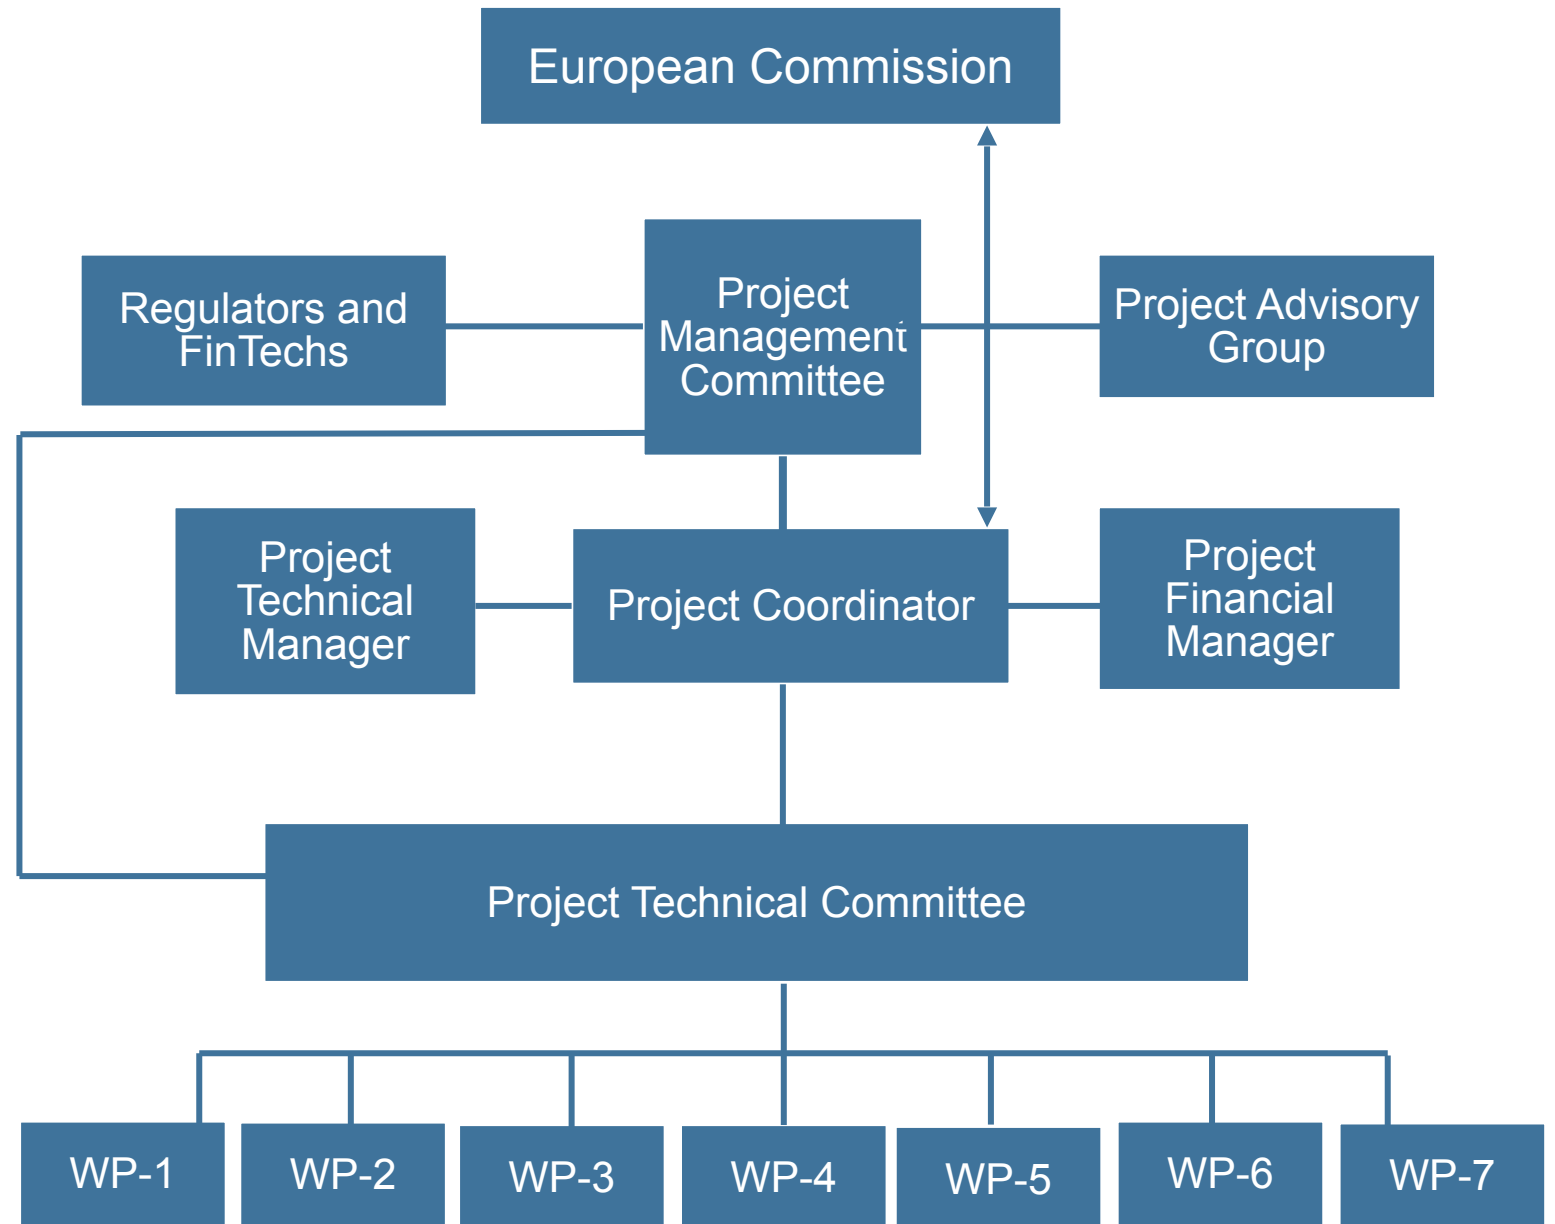 European Commission
Regulators and
FinTechs
Project
Management
Committee
Project Advisory
Group
Project
Technical
Manager
Project Coordinator
Project
Financial
Manager
Project Technical Committee
WP-1
WP-2
WP-3
WP-4
WP-5
WP-6
WP-7